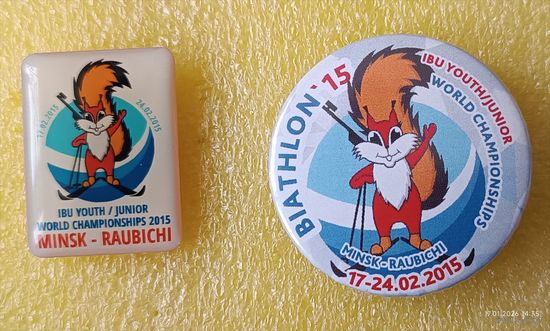 17.02.2015
24.02.2015
IBU YOUTH / JUNIOR
WORLD CHAMPIONSHIPS 2015
MINSK - RAUBICHI
BIATHLON`15
IBU YOUTH/JUNIOR
WORLD CHAMPIONSHIPS
MINSK - RAUBICHI
17-24.02.2015